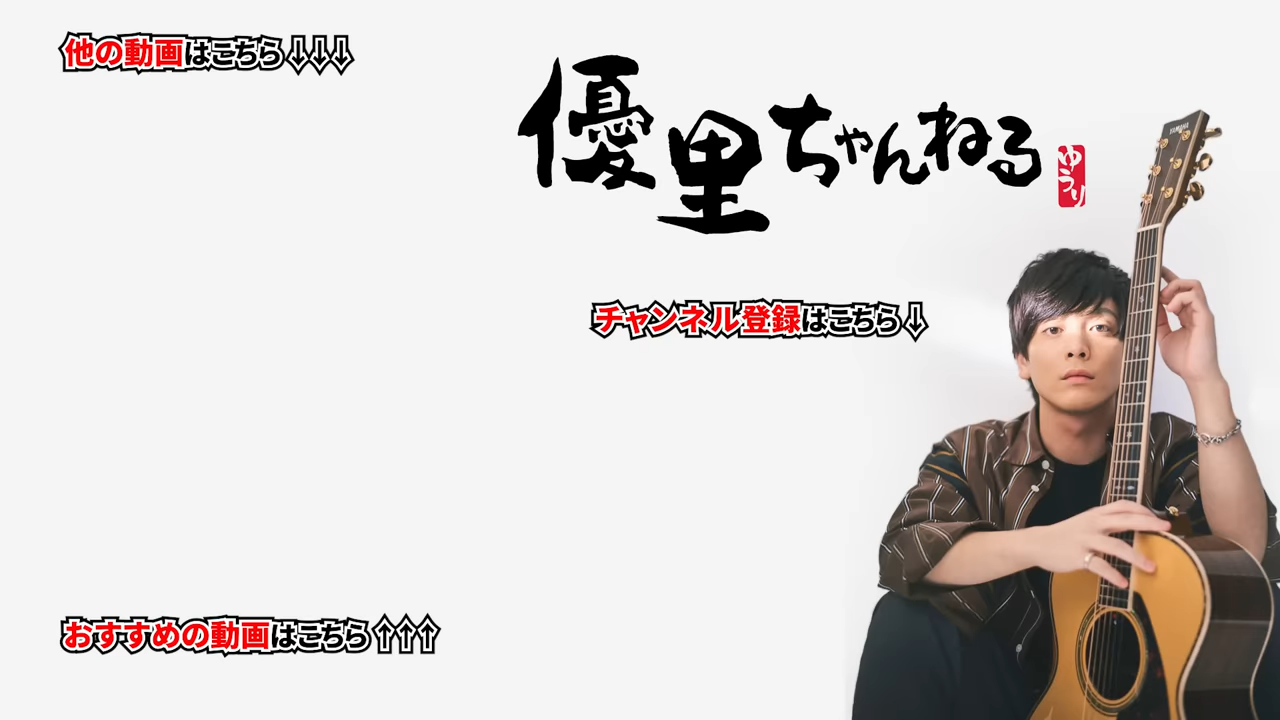 他の動画はこちら↓↓↓
優里ちゃんねる
ゆうり
YAMAHA
チャンネル登録はこちら↓
おすすめの動画はこちら↑↑↑